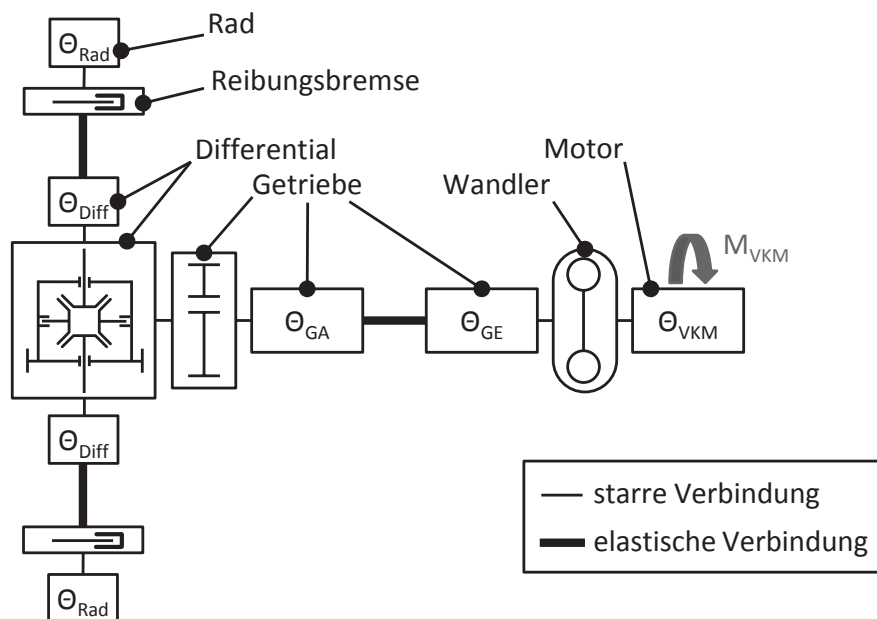 Θ_Rad
Rad
Reibungsbremse
Differential
Getriebe
Wandler
Motor
Θ_Diff
M_VKM
Θ_GA
Θ_GE
Θ_VKM
Θ_Diff
starre Verbindung
elastische Verbindung
Θ_Rad